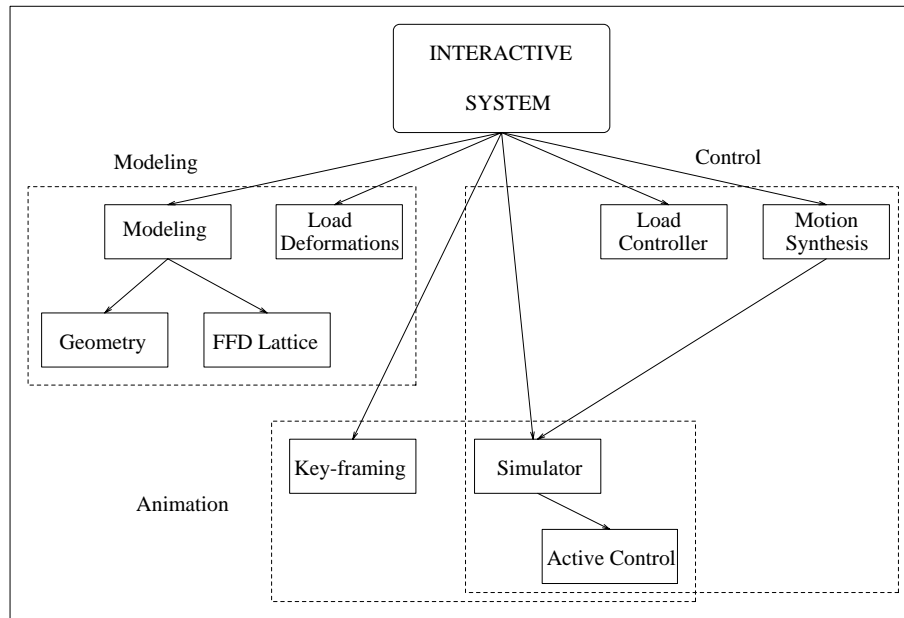 INTERACTIVE
SYSTEM
Modeling
Control
Modeling
Load
Deformations
Load
Controller
Motion
Synthesis
Geometry
FFD Lattice
Key-framing
Simulator
Animation
Active Control